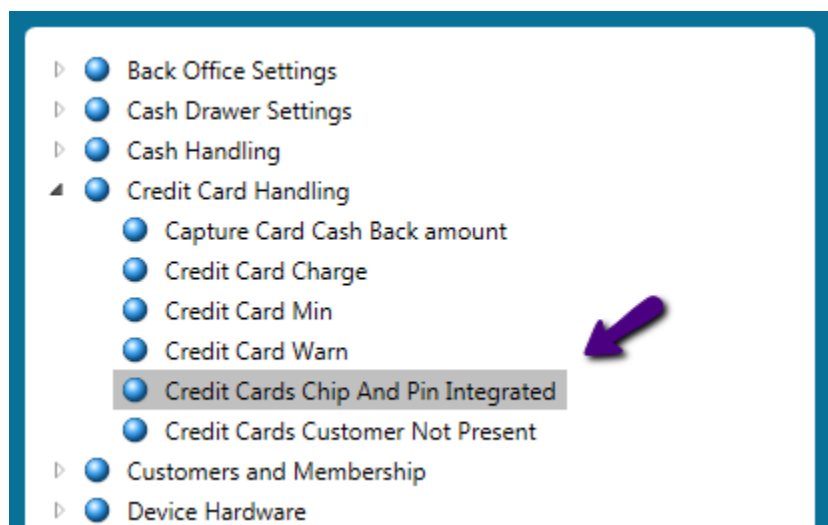 Back Office Settings
Cash Drawer Settings
Cash Handling
Credit Card Handling
Capture Card Cash Back amount
Credit Card Charge
Credit Card Min
Credit Card Warn
Credit Cards Chip And Pin Integrated
Credit Cards Customer Not Present
Customers and Membership
Device Hardware